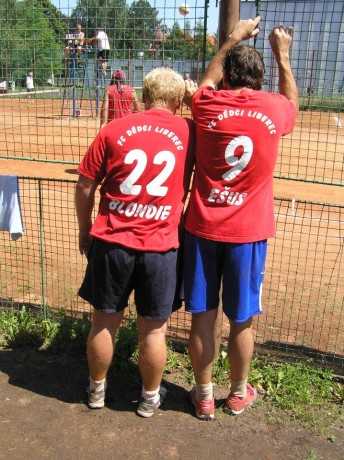 FC DĚDCI LIBEREC
22
BLONDIE
FC DĚDCI LIBEREC
9
EŠUS